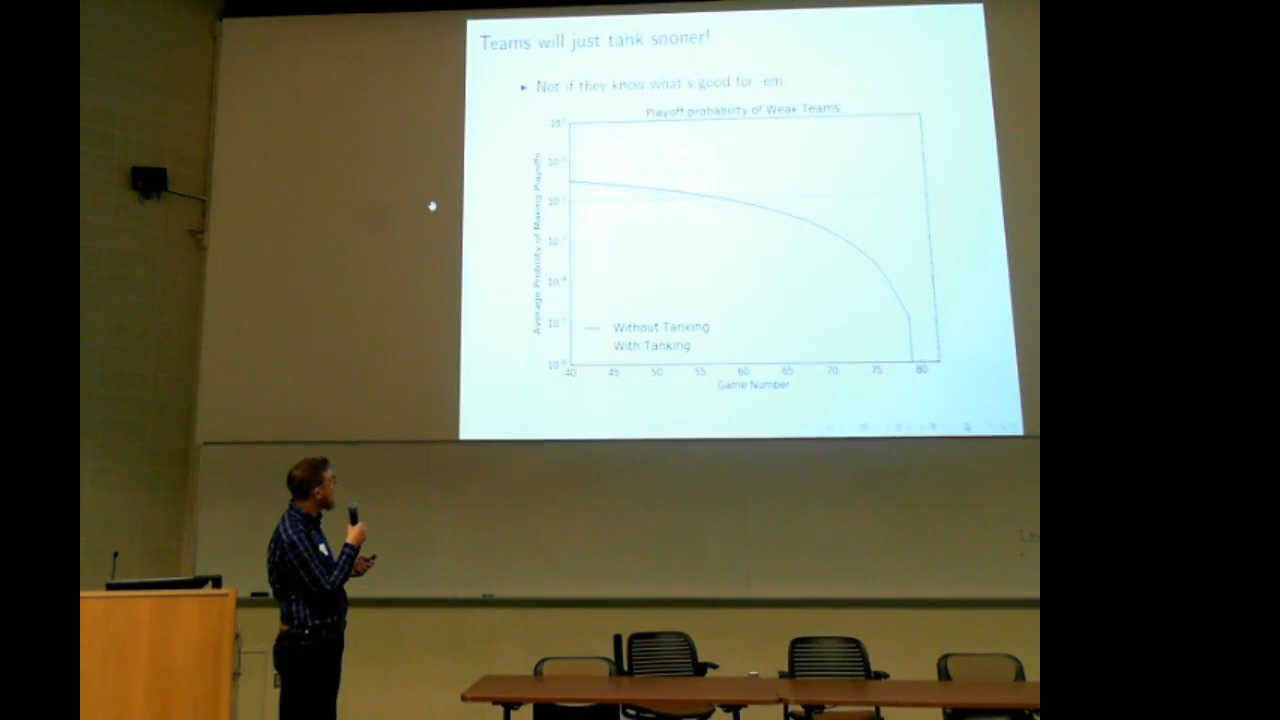 Teams will just tank sooner!
► Not if they know what's good for 'em.
Playoff probability of Weak Teams
Average Probility of Making Playoffs
Without Tanking
With Tanking
40 45 50 55 60 65 70 75 80
Game Number